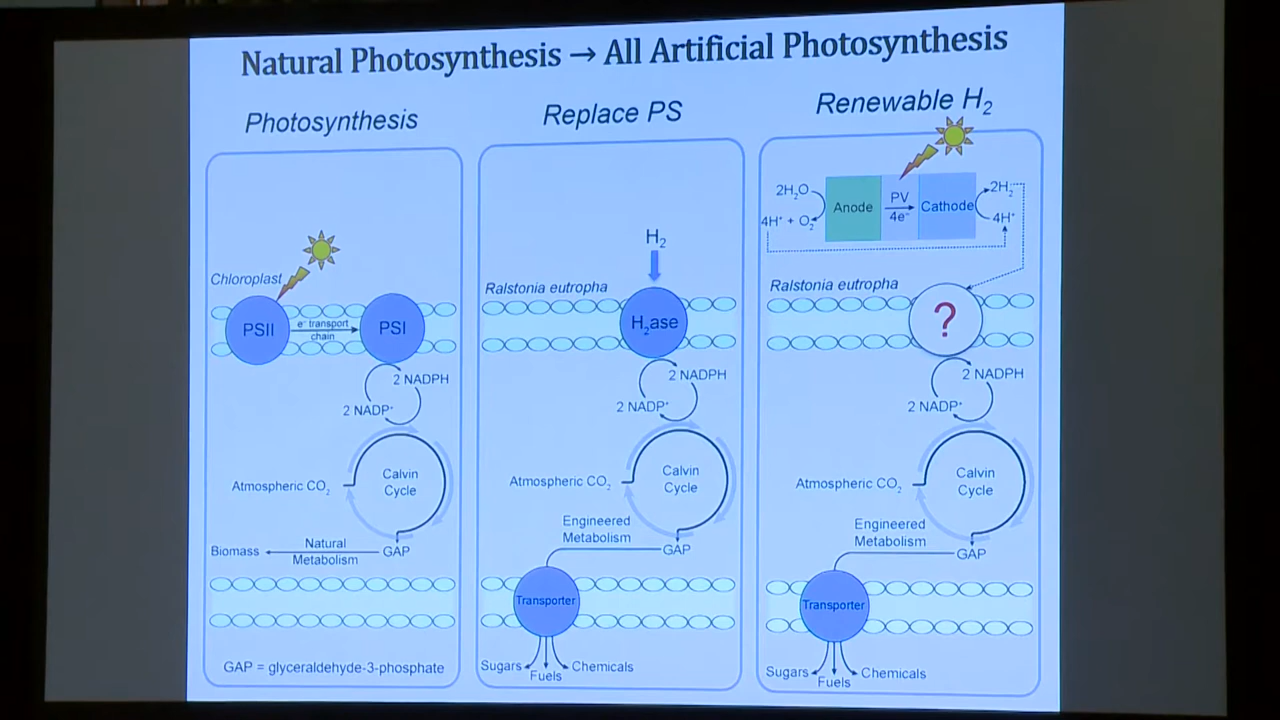 Natural Photosynthesis → All Artificial Photosynthesis
Photosynthesis
Chloroplast
PSII
e⁻ transport
chain
PSI
2 NADPH
2 NADP⁺
Atmospheric CO₂
Calvin
Cycle
Biomass
Natural
Metabolism
GAP
GAP = glyceraldehyde-3-phosphate
Replace PS
H₂
Ralstonia eutropha
H₂ase
2 NADPH
2 NADP⁺
Atmospheric CO₂
Calvin
Cycle
Engineered
Metabolism
GAP
Transporter
Sugars
Fuels
Chemicals
Renewable H₂
2H₂O
4H⁺ + O₂
Anode
PV
4e⁻
Cathode
2H₂
4H⁺
Ralstonia eutropha
?
2 NADPH
2 NADP⁺
Atmospheric CO₂
Calvin
Cycle
Engineered
Metabolism
GAP
Transporter
Sugars
Fuels
Chemicals